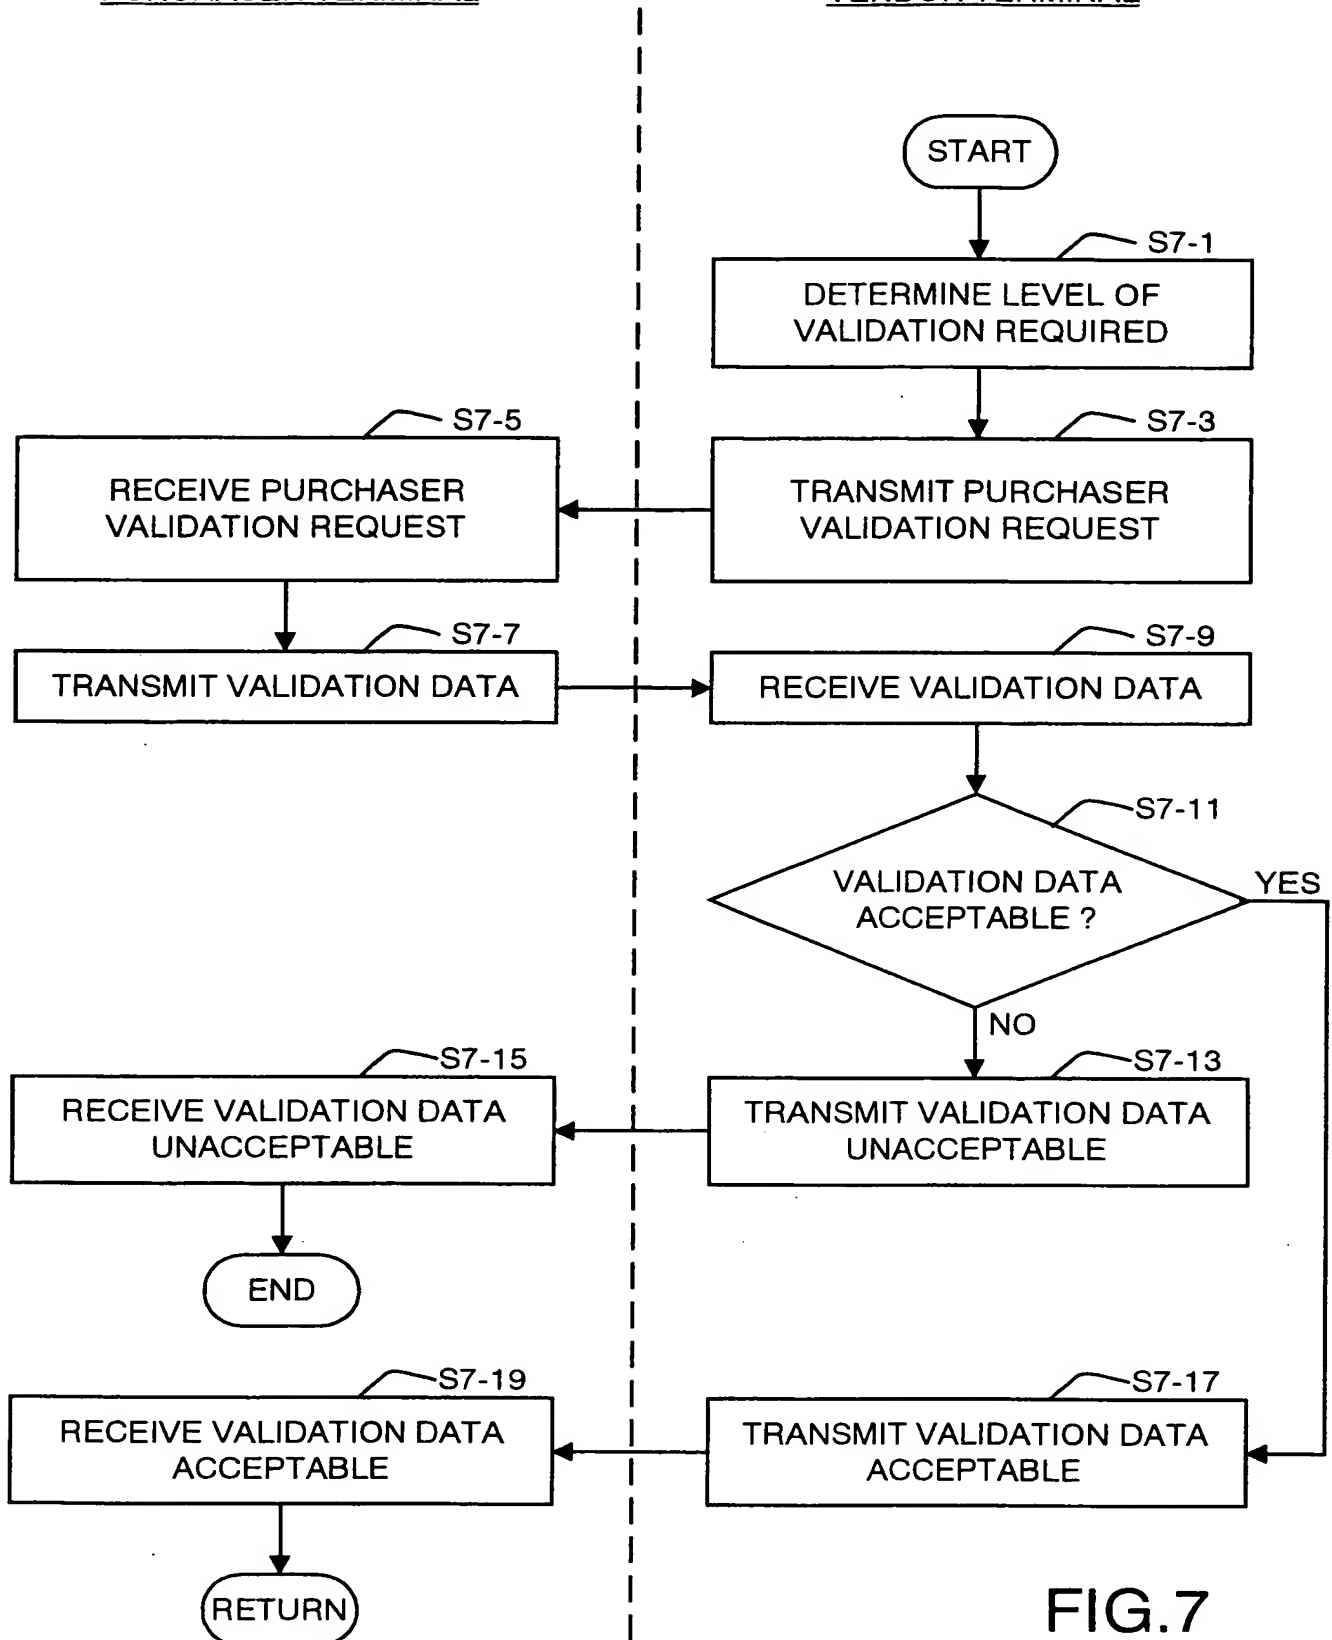 TERMINAL
VENDOR TERMINAL
START
S7-1
DETERMINE LEVEL OF
VALIDATION REQUIRED
S7-5
S7-3
RECEIVE PURCHASER
VALIDATION REQUEST
TRANSMIT PURCHASER
VALIDATION REQUEST
S7-7
S7-9
TRANSMIT VALIDATION DATA
RECEIVE VALIDATION DATA
S7-11
VALIDATION DATA
ACCEPTABLE ?
YES
NO
S7-15
S7-13
RECEIVE VALIDATION DATA
UNACCEPTABLE
TRANSMIT VALIDATION DATA
UNACCEPTABLE
END
S7-19
S7-17
RECEIVE VALIDATION DATA
ACCEPTABLE
TRANSMIT VALIDATION DATA
ACCEPTABLE
RETURN
FIG.7